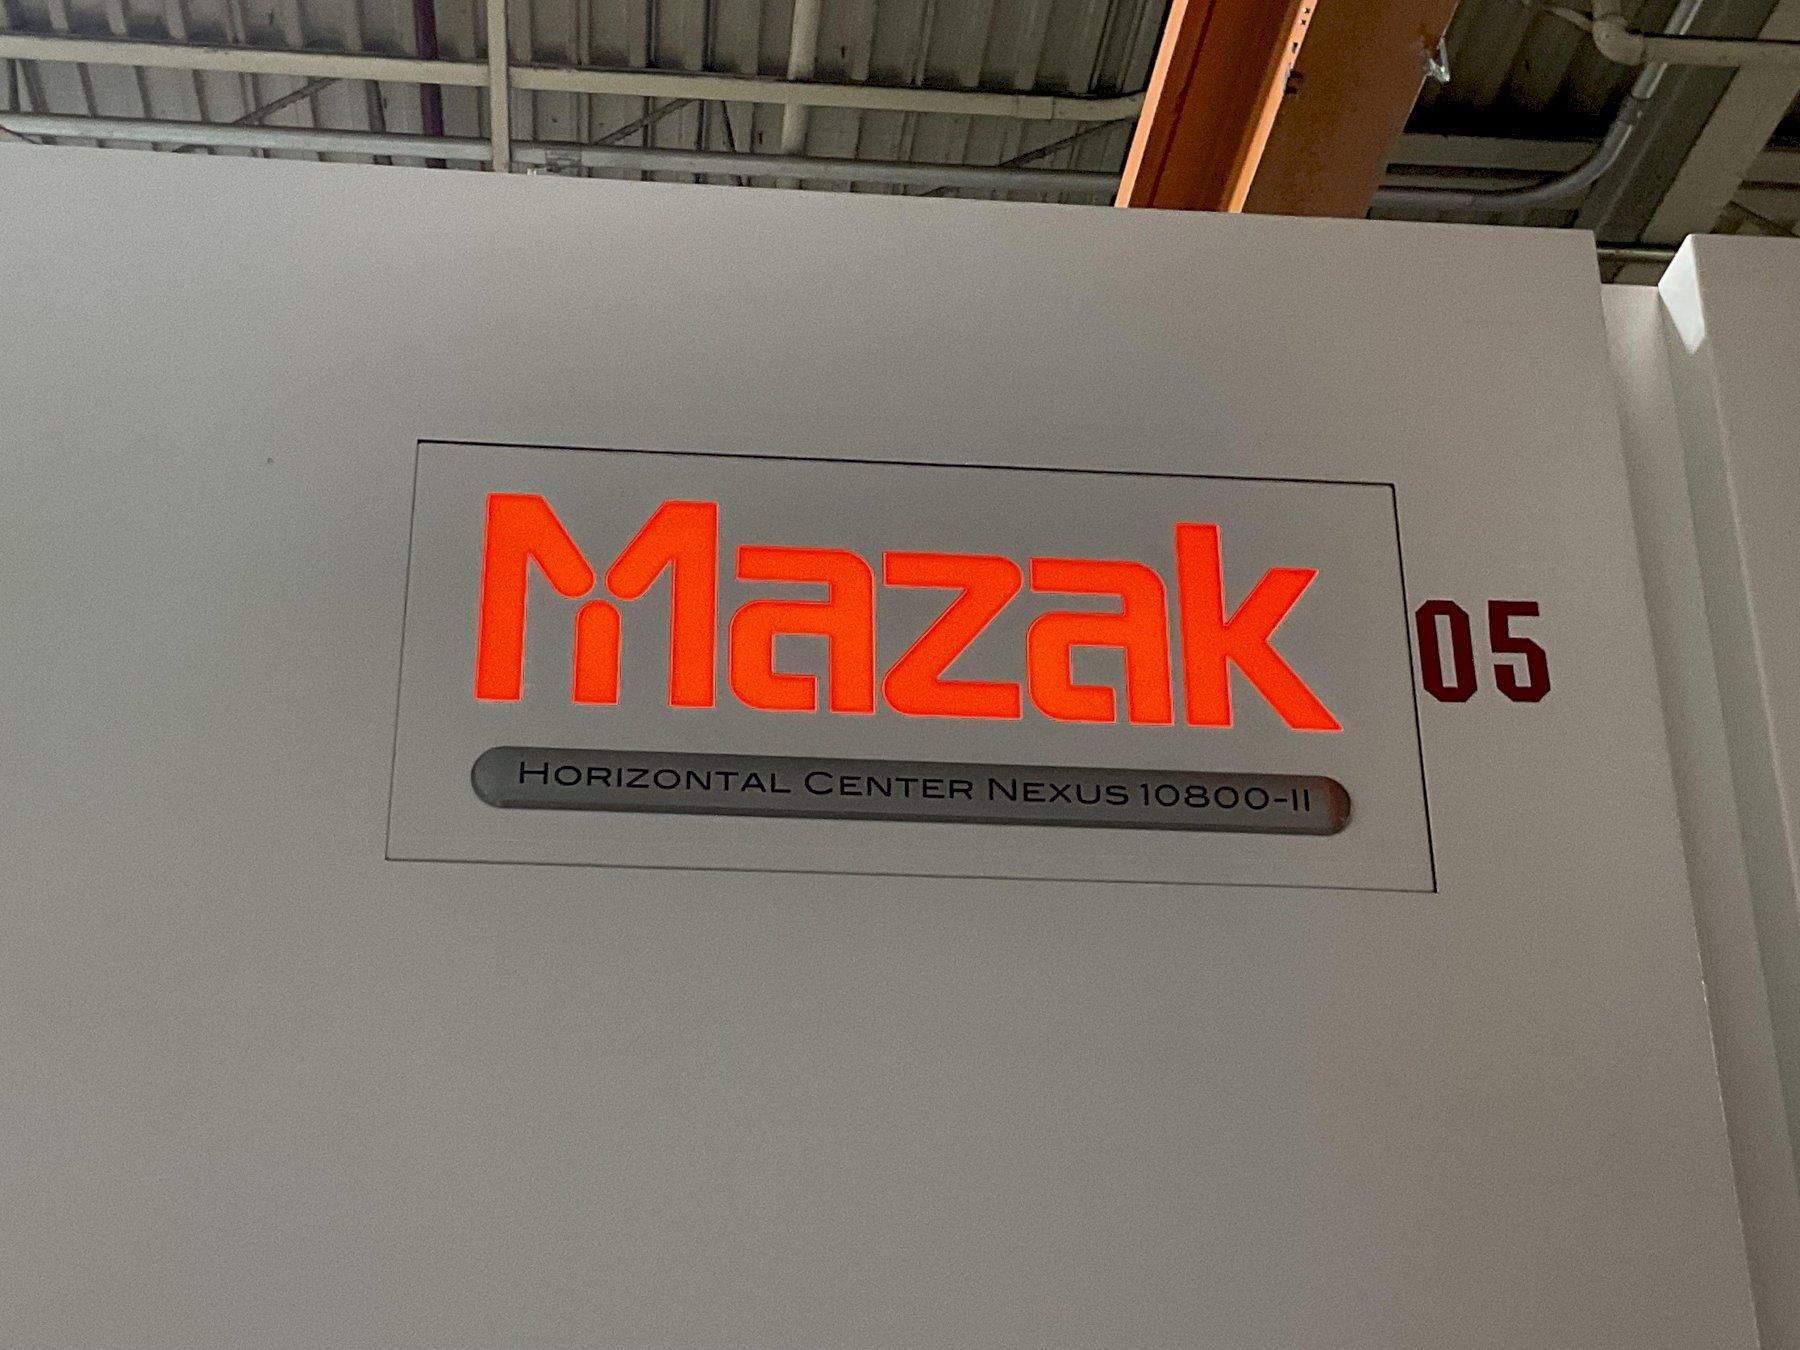 Mazak
05
HORIZONTAL CENTER NEXUS 10800-II